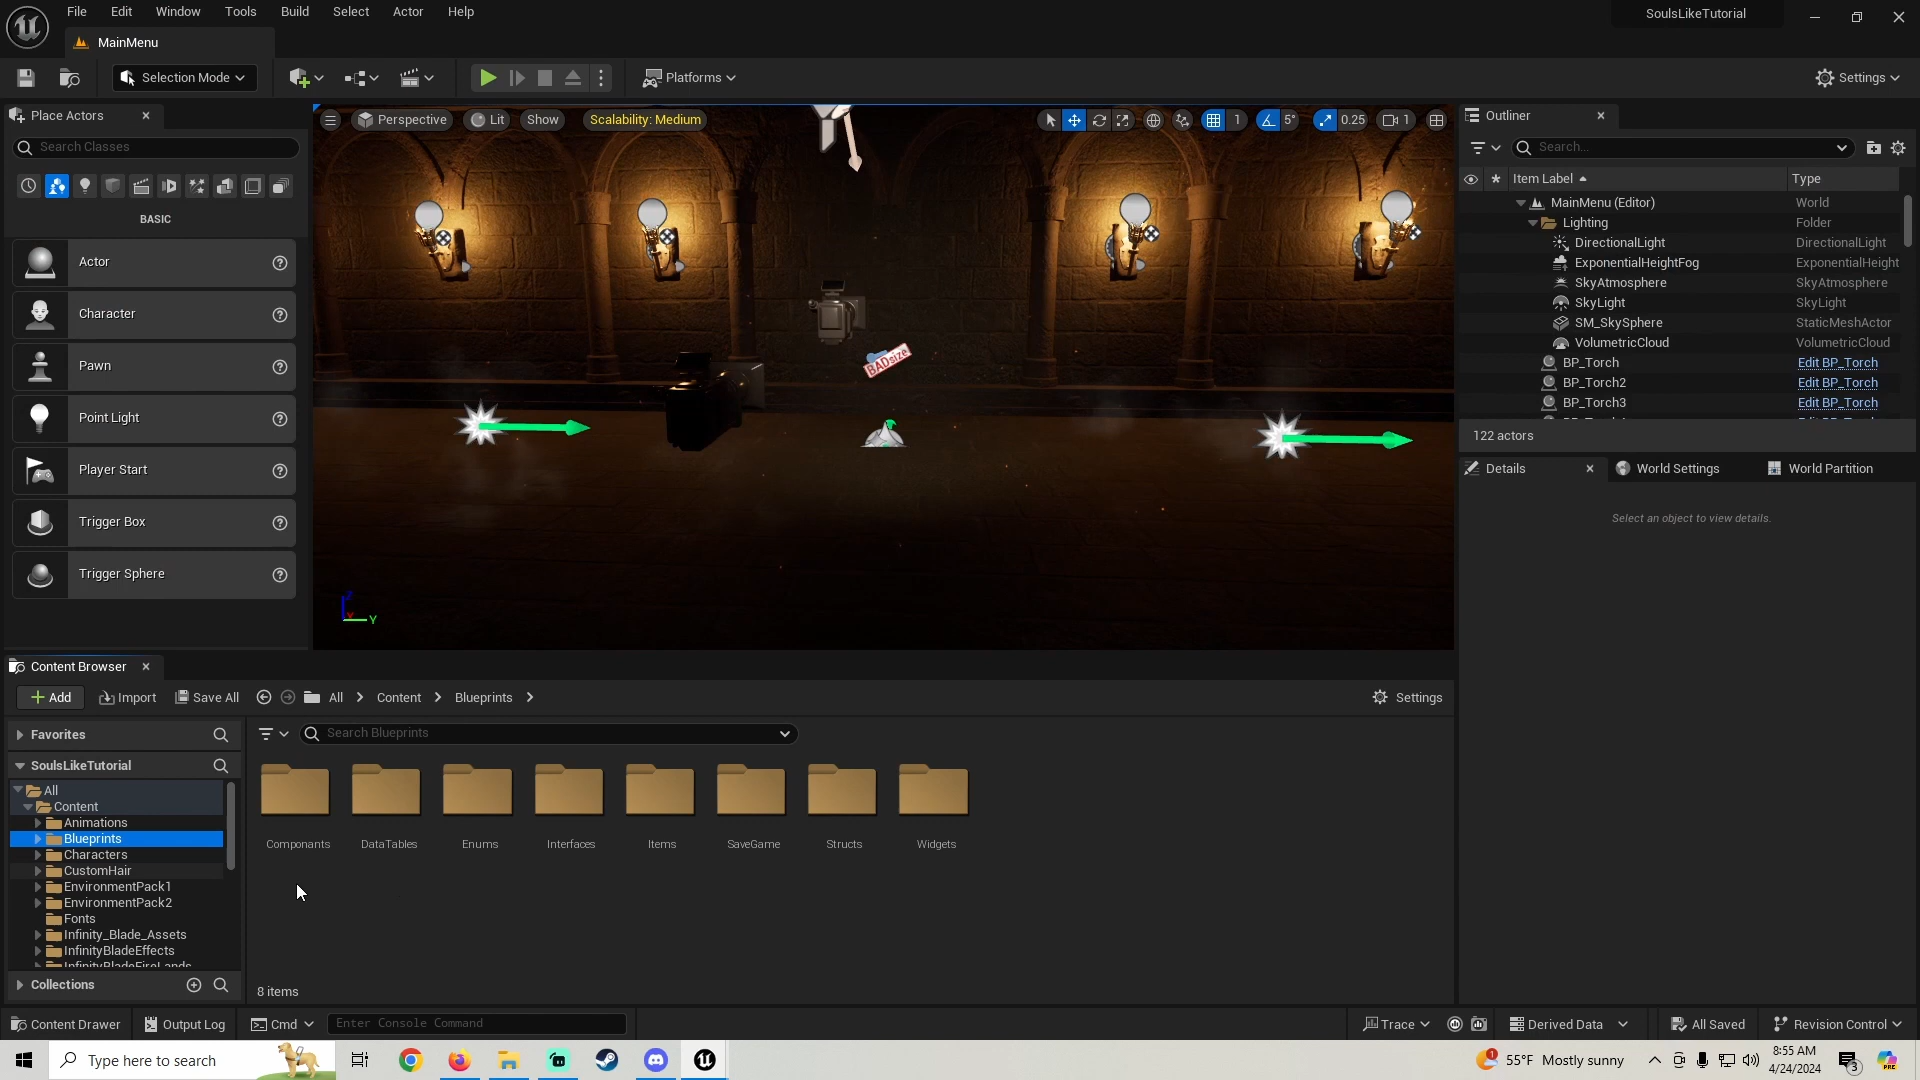 File Edit Window Tools Build Select Actor Help
SoulsLikeTutorial
MainMenu
Selection Mode
Platforms
Settings
Place Actors
Search Classes
BASIC
Actor
Character
Pawn
Point Light
Player Start
Trigger Box
Trigger Sphere
Perspective Lit Show Scalability: Medium
1 5° 0.25 1
BADsize
Z
Y
Outliner
Search...
Item Label Type
MainMenu (Editor) World
Lighting Folder
DirectionalLight DirectionalLight
ExponentialHeightFog ExponentialHeight
SkyAtmosphere SkyAtmosphere
SkyLight SkyLight
SM_SkySphere StaticMeshActor
VolumetricCloud VolumetricCloud
BP_Torch Edit BP_Torch
BP_Torch2 Edit BP_Torch
BP_Torch3 Edit BP_Torch
122 actors
Details World Settings World Partition
Select an object to view details.
Content Browser
Add Import Save All All Content Blueprints Settings
Favorites
SoulsLikeTutorial
All
Content
Animations
Blueprints
Characters
CustomHair
EnvironmentPack1
EnvironmentPack2
Fonts
Infinity_Blade_Assets
InfinityBladeEffects
InfinityBladeFireLands
Collections
Search Blueprints
Componants DataTables Enums Interfaces Items SaveGame Structs Widgets
8 items
Content Drawer Output Log Cmd Enter Console Command Trace Derived Data All Saved Revision Control
Type here to search
1 55°F Mostly sunny
8:55 AM
4/24/2024
3
PRE